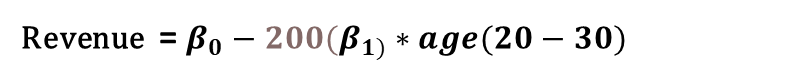 Revenue = β₀ − 200(β₁) * age(20 − 30)